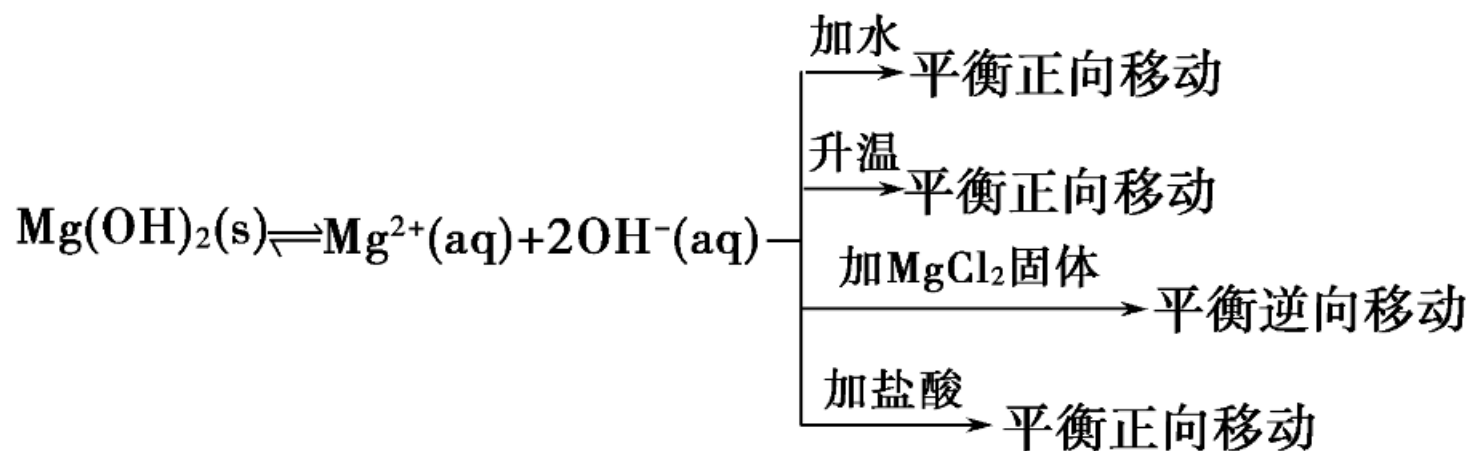 加水
平衡正向移动
升温
平衡正向移动
Mg(OH)₂(s)⇌Mg²⁺(aq)+2OH⁻(aq)
加MgCl₂固体
平衡逆向移动
加盐酸
平衡正向移动